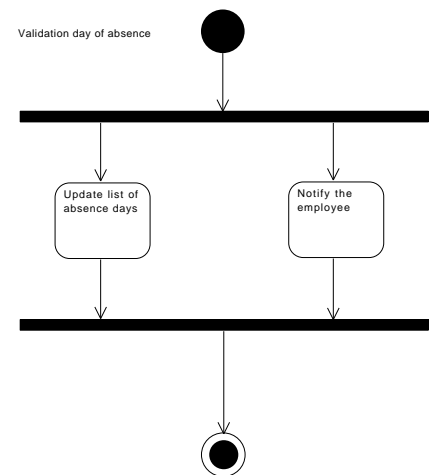 Validation day of absence
Update list of
absence days
Notify the
employee